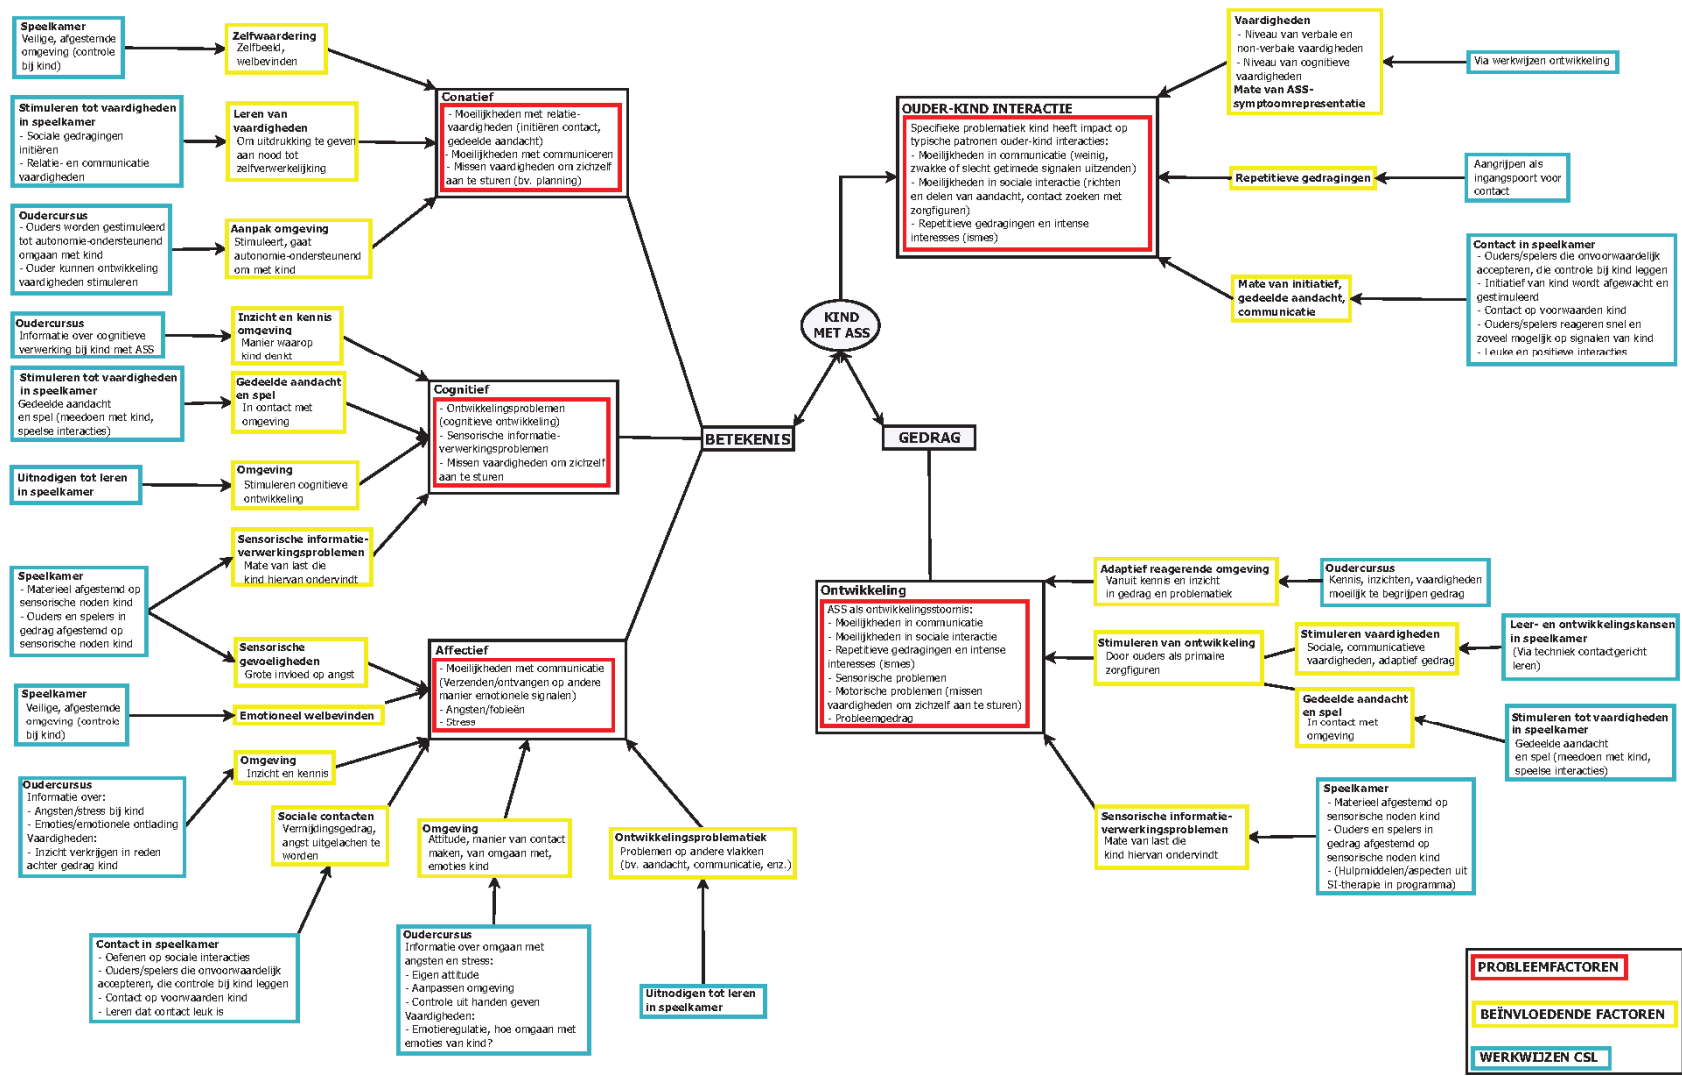 Speelkamer
Veilige, afgestemde
omgeving (controle
bij kind)
Zelfwaardering
Zelfbeeld,
welbevinden
Stimuleren tot vaardigheden
in speelkamer
- Sociale gedragingen
initiëren
- Relatie- en communicatie
vaardigheden
Leren van
vaardigheden
Om uitdrukking te geven
aan nood tot
zelfverwerkelijking
Oudercursus
- Ouders worden gestimuleerd
tot autonomie-ondersteunend
omgaan met kind
- Ouder kunnen ontwikkeling
vaardigheden stimuleren
Aanpak omgeving
Stimuleert, gaat
autonomie-ondersteunend
om met kind
Conatief
- Moeilijkheden met relatie-
vaardigheden (initiëren contact,
gedeelde aandacht)
- Moeilijkheden met communiceren
- Missen vaardigheden om zichzelf
aan te sturen (bv. planning)
Oudercursus
Informatie over cognitieve
verwerking bij kind met ASS
Inzicht en kennis
omgeving
Manier waarop
kind denkt
Stimuleren tot vaardigheden
in speelkamer
Gedeelde aandacht
en spel (meedoen met kind,
speelse interacties)
Gedeelde aandacht
en spel
In contact met
omgeving
Uitnodigen tot leren
in speelkamer
Omgeving
Stimuleren cognitieve
ontwikkeling
Cognitief
- Ontwikkelingsproblemen
(cognitieve ontwikkeling)
- Sensorische informatie-
verwerkingsproblemen
- Missen vaardigheden om zichzelf
aan te sturen
Sensorische informatie-
verwerkingsproblemen
Mate van last die
kind hiervan ondervindt
Speelkamer
- Materieel afgestemd op
sensorische noden kind
- Ouders en spelers in
gedrag afgestemd op
sensorische noden kind
Sensorische
gevoeligheden
Grote invloed op angst
Speelkamer
Veilige, afgestemde
omgeving (controle
bij kind)
Emotioneel welbevinden
Affectief
- Moeilijkheden met communicatie
(Verzenden/ontvangen op andere
manier emotionele signalen)
- Angsten/fobieën
- Stress
Omgeving
Inzicht en kennis
Oudercursus
Informatie over:
- Angsten/stress bij kind
- Emoties/emotionele ontlading
Vaardigheden:
- Inzicht verkrijgen in reden
achter gedrag kind
Sociale contacten
Vermijdingsgedrag,
angst uitgelachen te
worden
Omgeving
Attitude, manier van contact
maken, van omgaan met,
emoties kind
Ontwikkelingsproblematiek
Problemen op andere vlakken
(bv. aandacht, communicatie, enz.)
Contact in speelkamer
- Oefenen op sociale interacties
- Ouders/spelers die onvoorwaardelijk
accepteren, die controle bij kind leggen
- Contact op voorwaarden kind
- Leren dat contact leuk is
Oudercursus
Informatie over omgaan met
angsten en stress:
- Eigen attitude
- Aanpassen omgeving
- Controle uit handen geven
Vaardigheden:
- Emotieregulatie, hoe omgaan met
emoties van kind?
Uitnodigen tot leren
in speelkamer
KIND
MET ASS
BETEKENIS
GEDRAG
OUDER-KIND INTERACTIE
Specifieke problematiek kind heeft impact op
typische patronen ouder-kind interacties:
- Moeilijkheden in communicatie (weinig,
zwakke of slecht getimede signalen uitzenden)
- Moeilijkheden in sociale interactie (richten
en delen van aandacht, contact zoeken met
zorgfiguren)
- Repetitieve gedragingen en intense
interesses (ismes)
Vaardigheden
- Niveau van verbale en
non-verbale vaardigheden
- Niveau van cognitieve
vaardigheden
Mate van ASS-
symptoomrepresentatie
Via werkwijzen ontwikkeling
Repetitieve gedragingen
Aangrijpen als
ingangspoort voor
contact
Mate van initiatief,
gedeelde aandacht,
communicatie
Contact in speelkamer
- Ouders/spelers die onvoorwaardelijk
accepteren, die controle bij kind leggen
- Initiatief van kind wordt afgewacht en
gestimuleerd
- Contact op voorwaarden kind
- Ouders/spelers reageren snel en
zoveel mogelijk op signalen van kind
- Leuke en positieve interacties
Ontwikkeling
ASS als ontwikkelingsstoornis:
- Moeilijkheden in communicatie
- Moeilijkheden in sociale interactie
- Repetitieve gedragingen en intense
interesses (ismes)
- Sensorische problemen
- Motorische problemen (missen
vaardigheden om zichzelf aan te sturen)
- Probleemgedrag
Adaptief reagerende omgeving
Vanuit kennis en inzicht
in gedrag en problematiek
Oudercursus
Kennis, inzichten, vaardigheden
moeilijk te begrijpen gedrag
Stimuleren van ontwikkeling
Door ouders als primaire
zorgfiguren
Stimuleren vaardigheden
Sociale, communicatieve
vaardigheden, adaptief gedrag
Leer- en ontwikkelingskansen
in speelkamer
(Via techniek contactgericht
leren)
Gedeelde aandacht
en spel
In contact met
omgeving
Stimuleren tot vaardigheden
in speelkamer
Gedeelde aandacht
en spel (meedoen met kind,
speelse interacties)
Sensorische informatie-
verwerkingsproblemen
Mate van last die
kind hiervan ondervindt
Speelkamer
- Materieel afgestemd op
sensorische noden kind
- Ouders en spelers in
gedrag afgestemd op
sensorische noden kind
- (Hulpmiddelen/aspecten uit
SI-therapie in programma)
PROBLEEMFACTOREN
BEÏNVLOEDENDE FACTOREN
WERKWIJZEN CSL